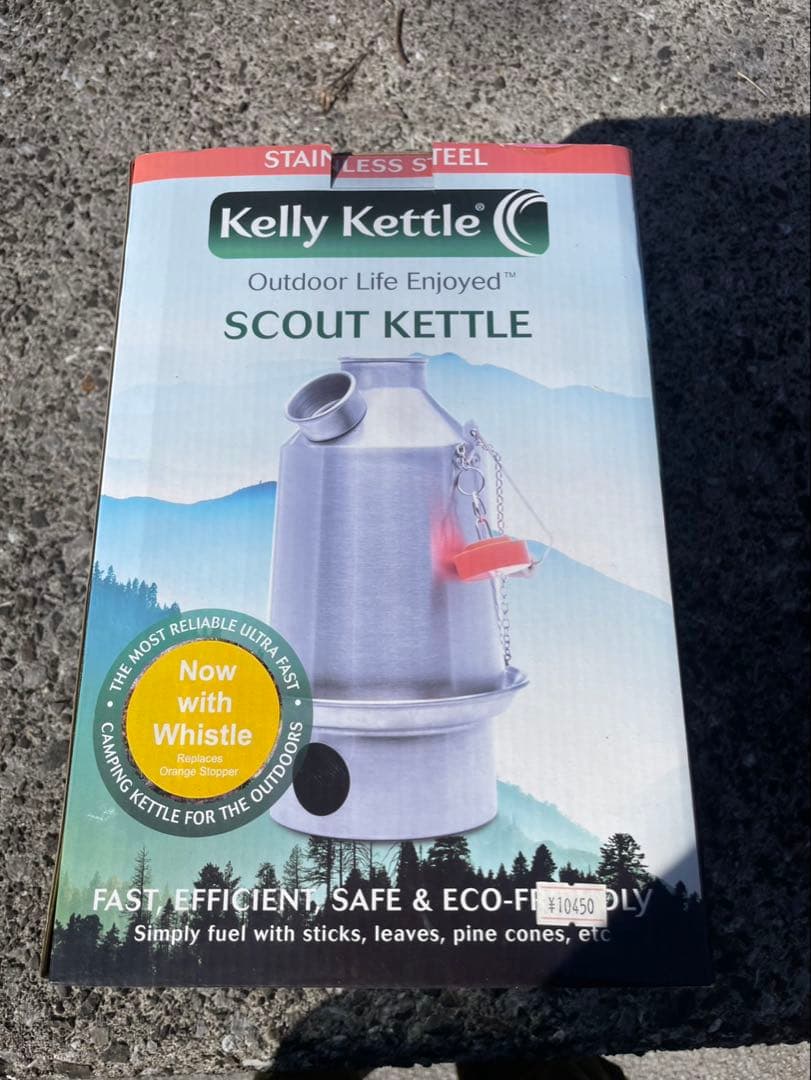 STAINLESS STEEL
Kelly Kettle®
Outdoor Life Enjoyed™
SCOUT KETTLE
THE MOST RELIABLE ULTRA FAST
Now
with
Whistle
Replaces
Orange Stopper
CAMPING KETTLE FOR THE OUTDOORS
FAST, EFFICIENT, SAFE & ECO-FR DLY
¥10450
Simply fuel with sticks, leaves, pine cones, etc